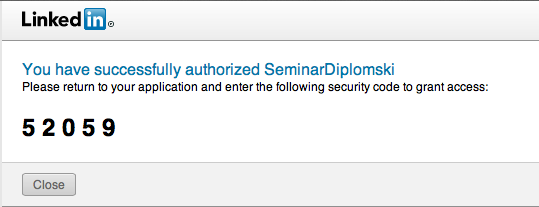 Linked in ®
You have successfully authorized SeminarDiplomski
Please return to your application and enter the following security code to grant access:
5 2 0 5 9
Close